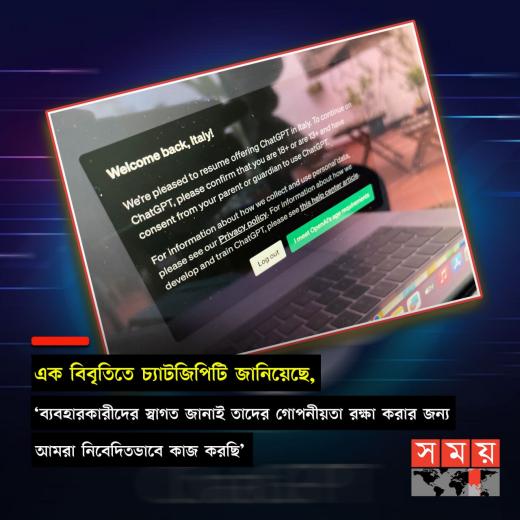 Welcome back, Italy!
We're pleased to resume offering ChatGPT in Italy. To continue on
ChatGPT, please confirm that you are 18+ or are 13+ and have
consent from your parent or guardian to use ChatGPT.
For information about how we collect and use personal data,
please see our Privacy policy. For information about how we
develop and train ChatGPT, please see this help center article.
Log out
I meet OpenAI's age requirements
এক বিবৃতিতে চ্যাটজিপিটি জানিয়েছে,
‘ব্যবহারকারীদের স্বাগত জানাই তাদের গোপনীয়তা রক্ষা করার জন্য
আমরা নিবেদিতভাবে কাজ করছি’
সময়